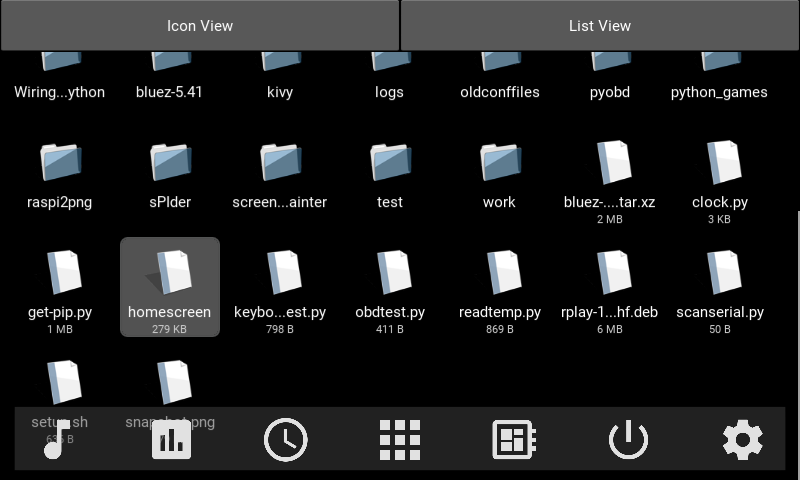 Icon View List View
Wiring...ython bluez-5.41 kivy logs oldconffiles pyobd python_games
raspi2png sPIder screen...ainter test work bluez-....tar.xz clock.py
2 MB 3 KB
get-pip.py homescreen keybo...est.py obdtest.py readtemp.py rplay-1...hf.deb scanserial.py
1 MB 279 KB 798 B 411 B 869 B 6 MB 50 B
setup.sh snapshot.png